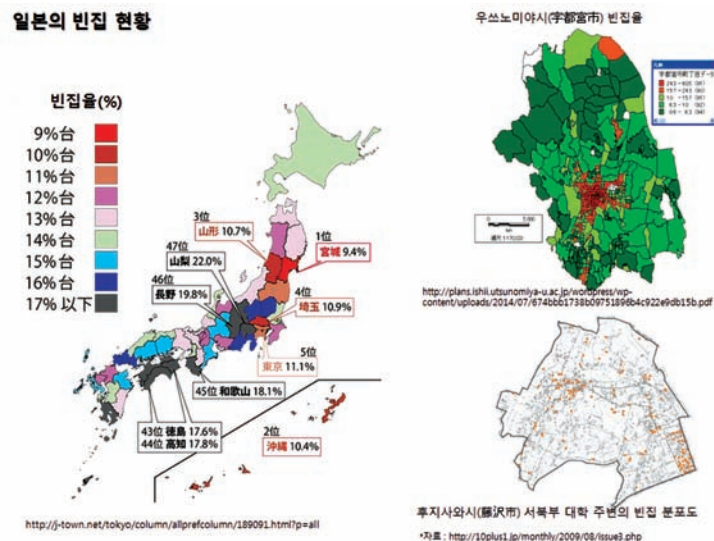 일본의 빈집 현황
빈집율(%)
9%台
10%台
11%台
12%台
13%台
14%台
15%台
16%台
17%以下
3位
山形 10.7%
1位
宮城 9.4%
47位
山梨 22.0%
46位
長野 19.8%
4位
埼玉 10.9%
5位
東京 11.1%
45位 和歌山 18.1%
43位 徳島 17.6%
44位 高知 17.8%
2位
沖縄 10.4%
http://j-town.net/tokyo/column/allprefcolumn/189091.html?p=all
우쓰노미야시(宇都宮市) 빈집율
http://plans.ishii.utsunomiya-u.ac.jp/wordpress/wp-
content/uploads/2014/07/674bbb1738b09751896b4c922e9db15b.pdf
후지사와시(藤沢市) 서북부 대학 주변의 빈집 분포도
*자료 : http://10plus1.jp/monthly/2009/08/issue3.php